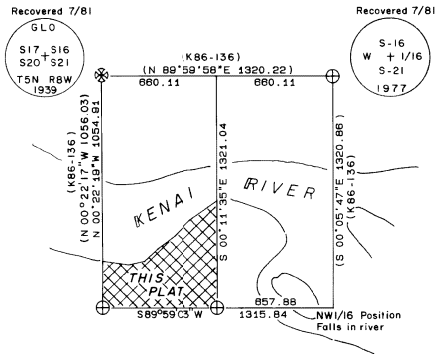 Recovered 7/81
GLO
S17 + S16
S20 S21
T5N R8W
1939
Recovered 7/81
S-16
W + 1/16
S-21
1977
(K86-136)
(N 89°59'58"E 1320.22)
660.11 660.11
(K86-136)
(N 00°22'17"W 1056.03)
N 00°22'19"W 1054.91
S 00°11'35"E 1321.04
(S 00°05'47"E 1320.86)
(K86-136)
KENAI RIVER
THIS
PLAT
S89°59'03"W
657.88
1315.84
NW1/16 Position
Falls in river